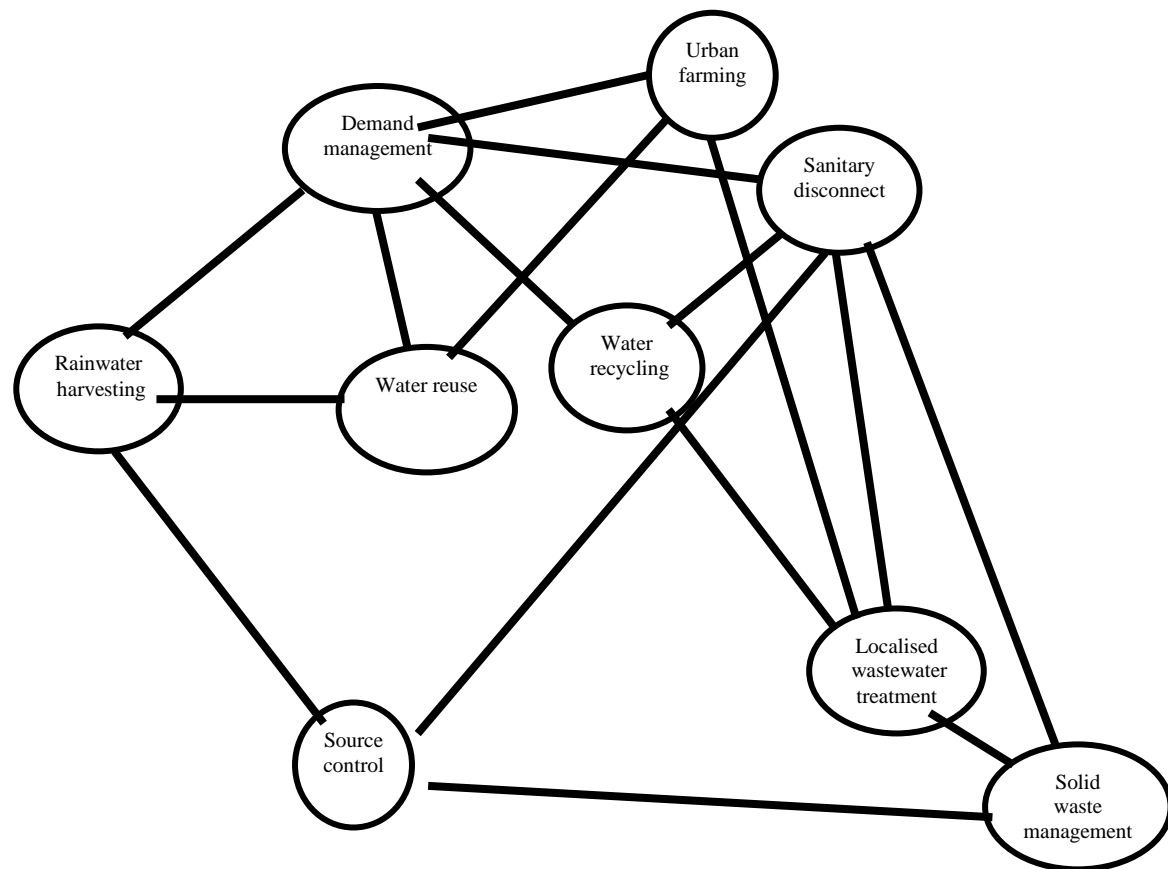 Urban
farming
Demand
management
Sanitary
disconnect
Rainwater
harvesting
Water reuse
Water
recycling
Localised
wastewater
treatment
Source
control
Solid
waste
management